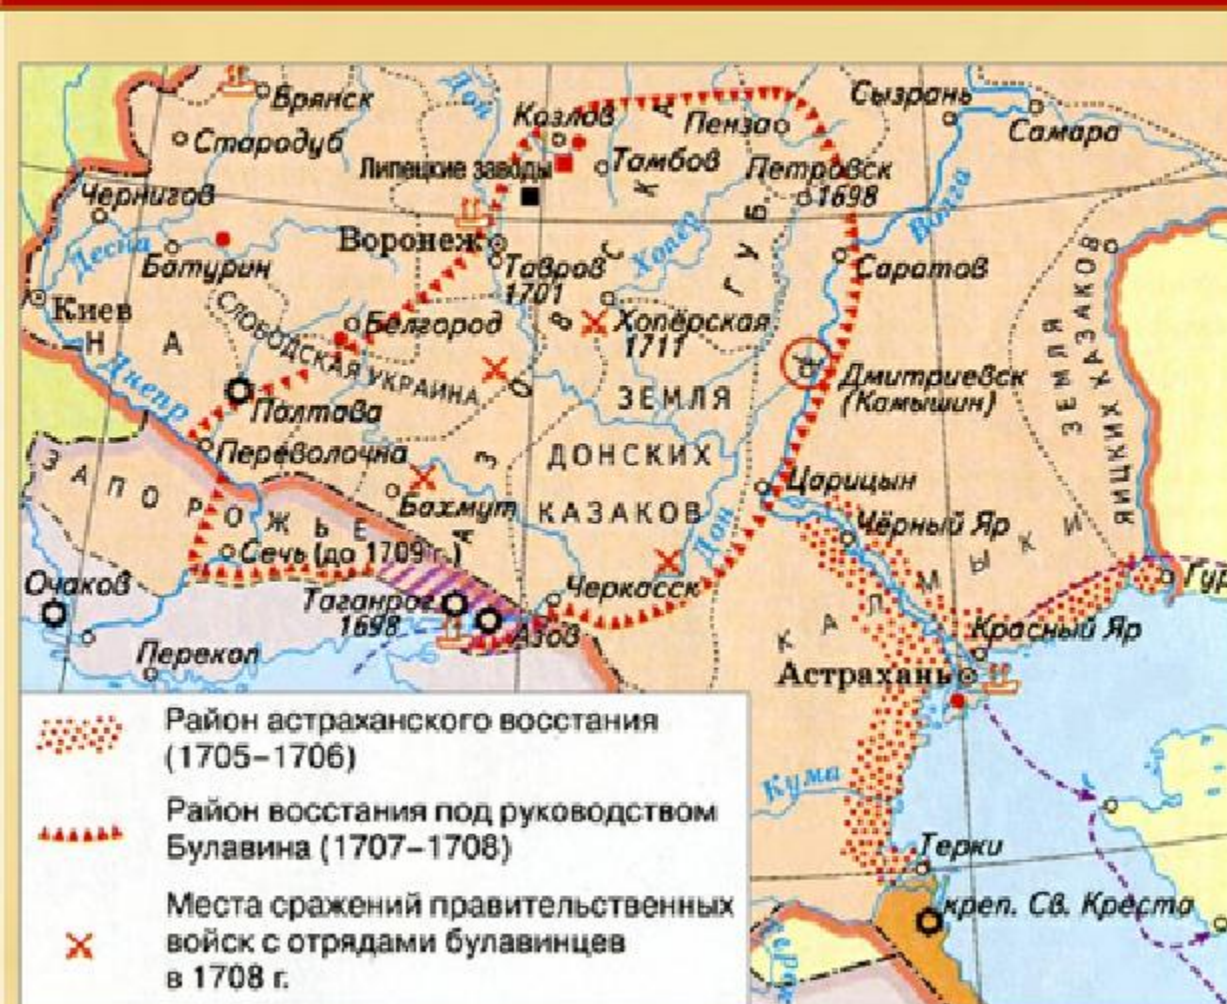 Брянск
Дон
Козлов
Сызрань
Стародуб
Пенза
Самара
Липецкие заводы
Тамбов
Петровск
1698
Чернигов
Волга
Десна
Воронеж
Хопёр
Батурин
Тавров
1701
Саратов
Киев
СЛОБОДСКАЯ УКРАИНА
Белгород
Хопёрская
1711
ГУБ
Н А
Днепр
ЗЕМЛЯ
ЯИЦКИХ КАЗАКОВ
Дмитриевск
(Камышин)
Полтава
ЗЕМЛЯ
Переволочна
ДОНСКИХ
Царицын
ЗАПОРОЖЬЕ
Бахмут
КАЗАКОВ
Дон
Чёрный Яр
АЗОВСКА
Сечь (до 1709 г.)
КАЛМЫКИ
Очаков
Таганрог
1698
Черкасск
Гур
Азов
Красный Яр
Перекоп
Астрахань
Кума
Терки
креп. Св. Креста
Район астраханского восстания
(1705–1706)
Район восстания под руководством
Булавина (1707–1708)
Места сражений правительственных
войск с отрядами булавинцев
в 1708 г.